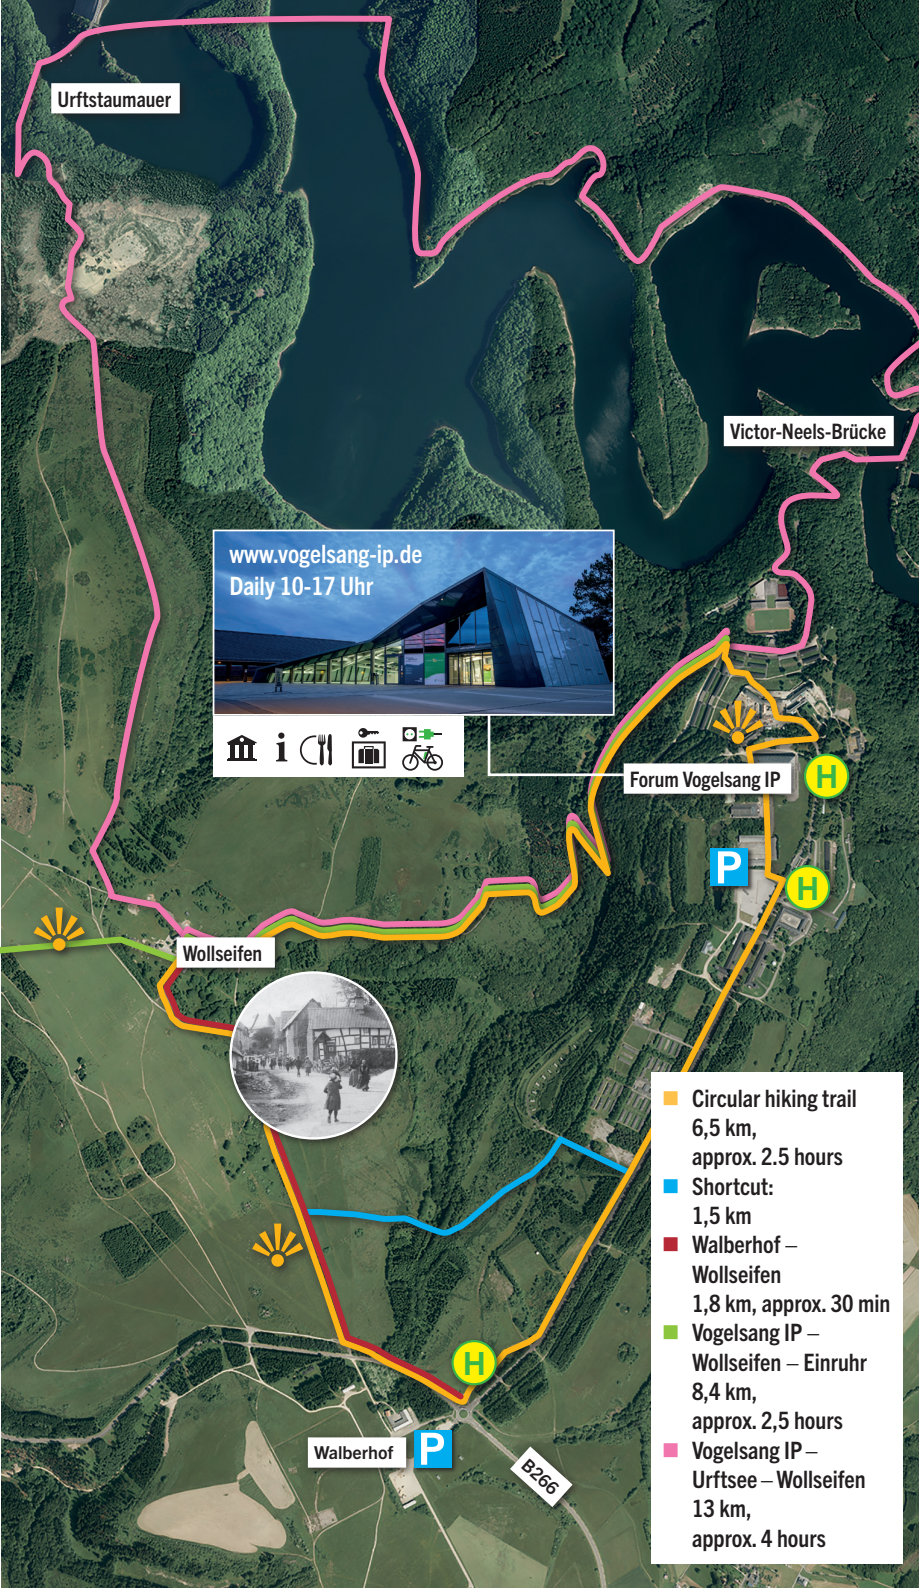 Urftstaumauer
Victor-Neels-Brücke
www.vogelsang-ip.de
Daily 10-17 Uhr
i
Forum Vogelsang IP
H
P
H
Wollseifen
H
Walberhof
P
B266
Circular hiking trail
6,5 km,
approx. 2.5 hours
Shortcut:
1,5 km
Walberhof –
Wollseifen
1,8 km, approx. 30 min
Vogelsang IP –
Wollseifen – Einruhr
8,4 km,
approx. 2,5 hours
Vogelsang IP –
Urftsee – Wollseifen
13 km,
approx. 4 hours